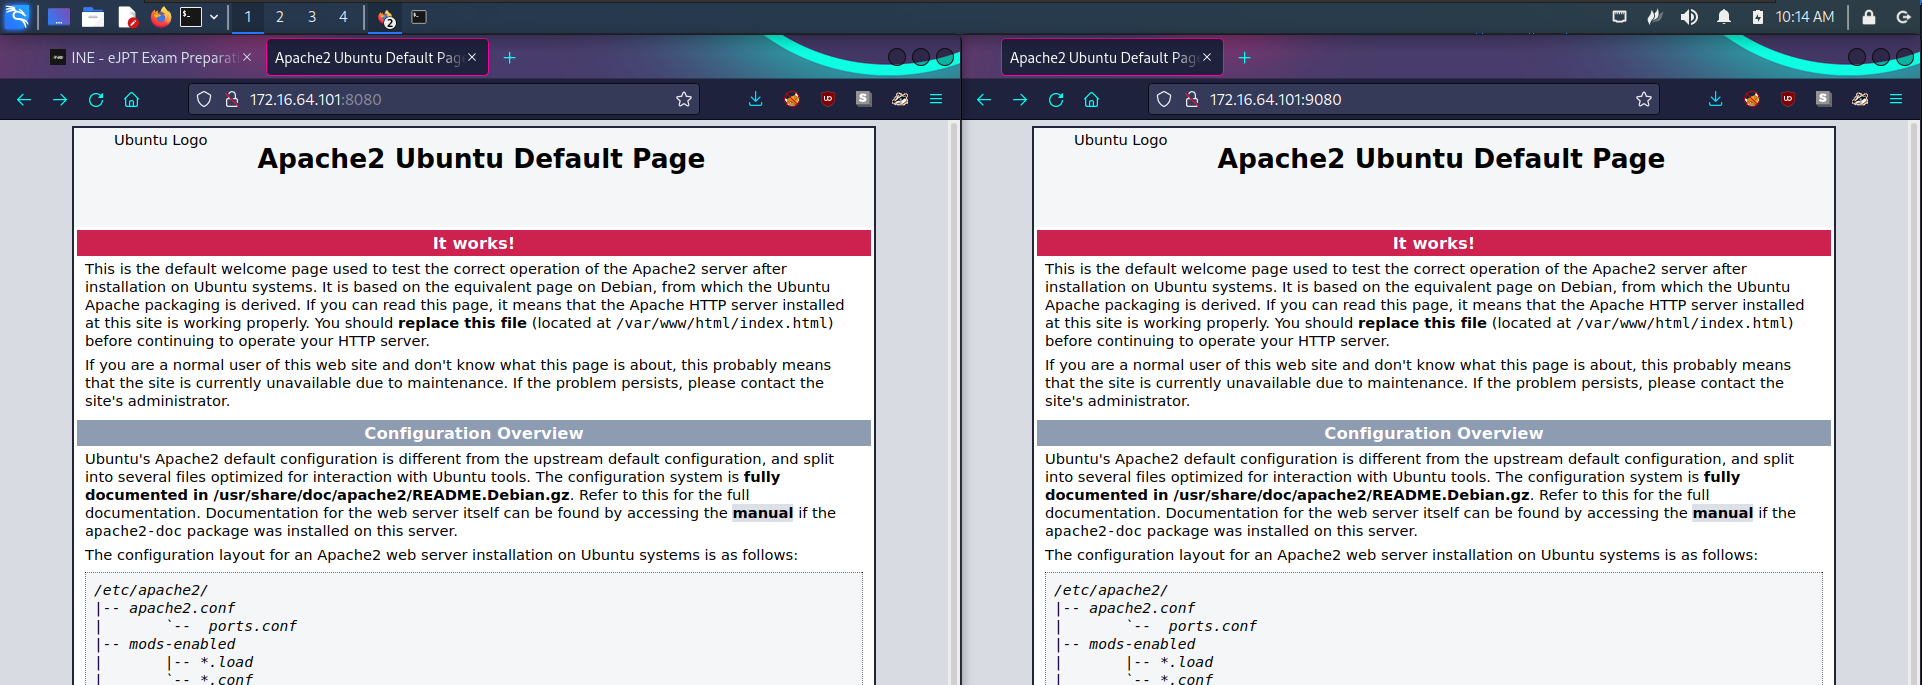 1 2 3 4 2 10:14 AM
INE - eJPT Exam Preparat
Apache2 Ubuntu Default Page
172.16.64.101:8080
Ubuntu Logo
Apache2 Ubuntu Default Page
It works!
This is the default welcome page used to test the correct operation of the Apache2 server after
installation on Ubuntu systems. It is based on the equivalent page on Debian, from which the Ubuntu
Apache packaging is derived. If you can read this page, it means that the Apache HTTP server installed
at this site is working properly. You should replace this file (located at /var/www/html/index.html)
before continuing to operate your HTTP server.
If you are a normal user of this web site and don't know what this page is about, this probably means
that the site is currently unavailable due to maintenance. If the problem persists, please contact the
site's administrator.
Configuration Overview
Ubuntu's Apache2 default configuration is different from the upstream default configuration, and split
into several files optimized for interaction with Ubuntu tools. The configuration system is fully
documented in /usr/share/doc/apache2/README.Debian.gz. Refer to this for the full
documentation. Documentation for the web server itself can be found by accessing the manual if the
apache2-doc package was installed on this server.
The configuration layout for an Apache2 web server installation on Ubuntu systems is as follows:
/etc/apache2/
|-- apache2.conf
|       `--  ports.conf
|-- mods-enabled
|       |-- *.load
|       `-- *.conf
Apache2 Ubuntu Default Page
172.16.64.101:9080
Ubuntu Logo
Apache2 Ubuntu Default Page
It works!
This is the default welcome page used to test the correct operation of the Apache2 server after
installation on Ubuntu systems. It is based on the equivalent page on Debian, from which the Ubuntu
Apache packaging is derived. If you can read this page, it means that the Apache HTTP server installed
at this site is working properly. You should replace this file (located at /var/www/html/index.html)
before continuing to operate your HTTP server.
If you are a normal user of this web site and don't know what this page is about, this probably means
that the site is currently unavailable due to maintenance. If the problem persists, please contact the
site's administrator.
Configuration Overview
Ubuntu's Apache2 default configuration is different from the upstream default configuration, and split
into several files optimized for interaction with Ubuntu tools. The configuration system is fully
documented in /usr/share/doc/apache2/README.Debian.gz. Refer to this for the full
documentation. Documentation for the web server itself can be found by accessing the manual if the
apache2-doc package was installed on this server.
The configuration layout for an Apache2 web server installation on Ubuntu systems is as follows:
/etc/apache2/
|-- apache2.conf
|       `--  ports.conf
|-- mods-enabled
|       |-- *.load
|       `-- *.conf